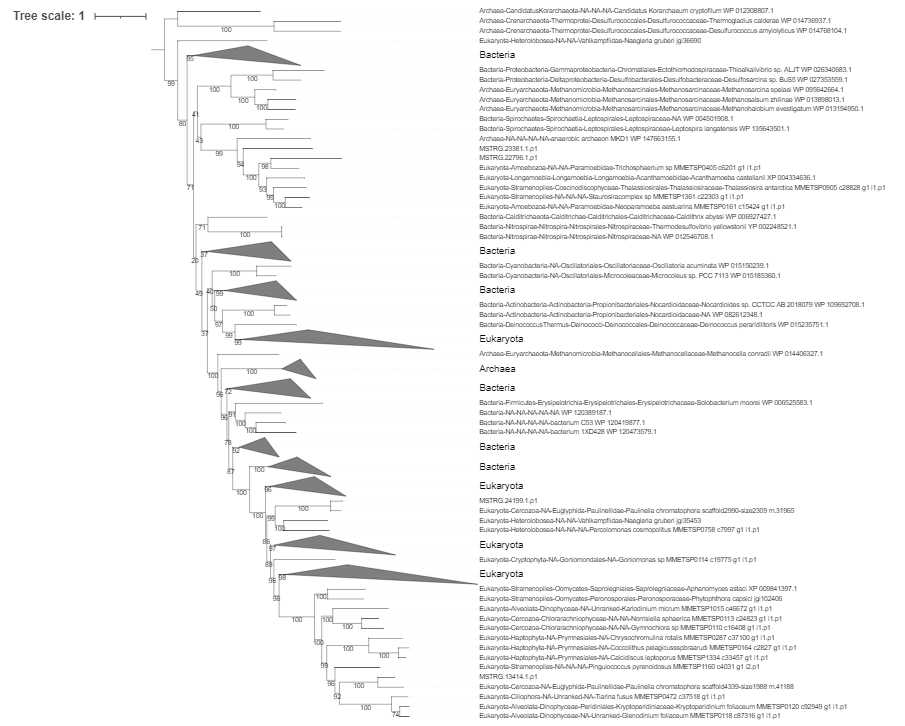 Tree scale: 1
Archaea-CandidatusKorarchaeota-NA-NA-NA-Candidatus Korarchaeum cryptofilum WP 012308807.1
Archaea-Crenarchaeota-Thermoprotei-Desulfurococcales-Desulfurococcaceae-Thermogladius calderae WP 014736937.1
Archaea-Crenarchaeota-Thermoprotei-Desulfurococcales-Desulfurococcaceae-Desulfurococcus amylolyticus WP 014768104.1
Eukaryota-Heterolobosea-NA-NA-Vahlkampfiidae-Naegleria gruberi jgi36690
Bacteria
Bacteria-Proteobacteria-Gammaproteobacteria-Chromatiales-Ectothiorhodospiraceae-Thioalkalivibrio sp. ALJT WP 026340683.1
Bacteria-Proteobacteria-Deltaproteobacteria-Desulfobacterales-Desulfobacteraceae-Desulfosarcina sp. BuS5 WP 027353559.1
Archaea-Euryarchaeota-Methanomicrobia-Methanosarcinales-Methanosarcinaceae-Methanosarcina spelaei WP 095642664.1
Archaea-Euryarchaeota-Methanomicrobia-Methanosarcinales-Methanosarcinaceae-Methanosalsum zhilinae WP 013898013.1
Archaea-Euryarchaeota-Methanomicrobia-Methanosarcinales-Methanosarcinaceae-Methanohalobium evestigatum WP 013194950.1
Bacteria-Spirochaetes-Spirochaetia-Leptospirales-Leptospiraceae-NA WP 004501908.1
Bacteria-Spirochaetes-Spirochaetia-Leptospirales-Leptospiraceae-Leptospira langatensis WP 135643501.1
Archaea-NA-NA-NA-NA-anaerobic archaeon MKD1 WP 147663155.1
MSTRG.23381.1.p1
MSTRG.22796.1.p1
Eukaryota-Amoebozoa-NA-NA-Paramoebidae-Trichosphaerium sp MMETSP0405 c6201 g1 i1.p1
Eukaryota-Longamoebia-Longamoebia-Longamoebia-Acanthamoebidae-Acanthamoeba castellanii XP 004334636.1
Eukaryota-Stramenopiles-Coscinodiscophyceae-Thalassiosirales-Thalassiosiraceae-Thalassiosira antarctica MMETSP0905 c28828 g1 i1.p1
Eukaryota-Stramenopiles-NA-NA-NA-Staurosiracomplex sp MMETSP1361 c22303 g1 i1.p1
Eukaryota-Amoebozoa-NA-NA-Paramoebidae-Neoparamoeba aestuarina MMETSP0161 c15424 g1 i1.p1
Bacteria-Calditrichaeota-Calditrichae-Calditrichales-Calditrichaceae-Caldithrix abyssi WP 006927427.1
Bacteria-Nitrospirae-Nitrospira-Nitrospirales-Nitrospiraceae-Thermodesulfovibrio yellowstonii YP 002248521.1
Bacteria-Nitrospirae-Nitrospira-Nitrospirales-Nitrospiraceae-NA WP 012546708.1
Bacteria
Bacteria-Cyanobacteria-NA-Oscillatoriales-Oscillatoriaceae-Oscillatoria acuminata WP 015150239.1
Bacteria-Cyanobacteria-NA-Oscillatoriales-Microcoleaceae-Microcoleus sp. PCC 7113 WP 015185360.1
Bacteria
Bacteria-Actinobacteria-Actinobacteria-Propionibacteriales-Nocardioidaceae-Nocardioides sp. CCTCC AB 2018079 WP 109692708.1
Bacteria-Actinobacteria-Actinobacteria-Propionibacteriales-Nocardioidaceae-NA WP 082612348.1
Bacteria-DeinococcusThermus-Deinococci-Deinococcales-Deinococcaceae-Deinococcus peraridilitoris WP 015235751.1
Eukaryota
Archaea-Euryarchaeota-Methanomicrobia-Methanocellales-Methanocellaceae-Methanocella conradii WP 014406327.1
Archaea
Bacteria
Bacteria-Firmicutes-Erysipelotrichia-Erysipelotrichales-Erysipelotrichaceae-Solobacterium moorei WP 006525583.1
Bacteria-NA-NA-NA-NA-NA WP 120389187.1
Bacteria-NA-NA-NA-NA-bacterium C53 WP 120419877.1
Bacteria-NA-NA-NA-NA-bacterium 1XD428 WP 120473579.1
Bacteria
Bacteria
Eukaryota
MSTRG.24199.1.p1
Eukaryota-Cercozoa-NA-Euglyphida-Paulinellidae-Paulinella chromatophora scaffold2990-size2309 m.31965
Eukaryota-Heterolobosea-NA-NA-Vahlkampfiidae-Naegleria gruberi jgi35453
Eukaryota-Heterolobosea-NA-NA-NA-Percolomonas cosmopolitus MMETSP0758 c7997 g1 i1.p1
Eukaryota
Eukaryota-Cryptophyta-NA-Goniomondales-NA-Goniomonas sp MMETSP0114 c19775 g1 i1.p1
Eukaryota
Eukaryota-Stramenopiles-Oomycetes-Saprolegniales-Saprolegniaceae-Aphanomyces astaci XP 009841397.1
Eukaryota-Stramenopiles-Oomycetes-Peronosporales-Peronosporaceae-Phytophthora capsici jgi102406
Eukaryota-Alveolata-Dinophyceae-NA-Unranked-Karlodinium micrum MMETSP1015 c46672 g1 i1.p1
Eukaryota-Cercozoa-Chlorarachniophyceae-NA-NA-Norrisiella sphaerica MMETSP0113 c24823 g1 i1.p1
Eukaryota-Cercozoa-Chlorarachniophyceae-NA-NA-Gymnochlora sp MMETSP0110 c16408 g1 i1.p1
Eukaryota-Haptophyta-NA-Prymnesiales-NA-Chrysochromulina rotalis MMETSP0287 c37100 g1 i1.p1
Eukaryota-Haptophyta-NA-Prymnesiales-NA-Coccolithus pelagicussspbraarudi MMETSP0164 c2827 g1 i1.p1
Eukaryota-Haptophyta-NA-Prymnesiales-NA-Calcidiscus leptoporus MMETSP1334 c33457 g1 i1.p1
Eukaryota-Stramenopiles-NA-NA-NA-Pinguiococcus pyrenoidosus MMETSP1160 c4031 g1 i2.p1
MSTRG.13414.1.p1
Eukaryota-Cercozoa-NA-Euglyphida-Paulinellidae-Paulinella chromatophora scaffold4339-size1988 m.41188
Eukaryota-Ciliophora-NA-Unranked-NA-Tiarina fusus MMETSP0472 c37518 g1 i1.p1
Eukaryota-Alveolata-Dinophyceae-Peridiniales-Kryptoperidiniaceae-Kryptoperidinium foliaceum MMETSP0120 c92949 g1 i1.p1
Eukaryota-Alveolata-Dinophyceae-NA-Unranked-Glenodinium foliaceum MMETSP0118 c87316 g1 i1.p1